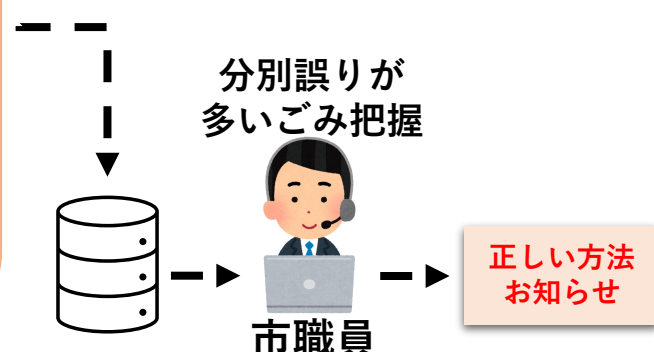 分別誤りが
多いごみ把握
正しい方法
お知らせ
市職員